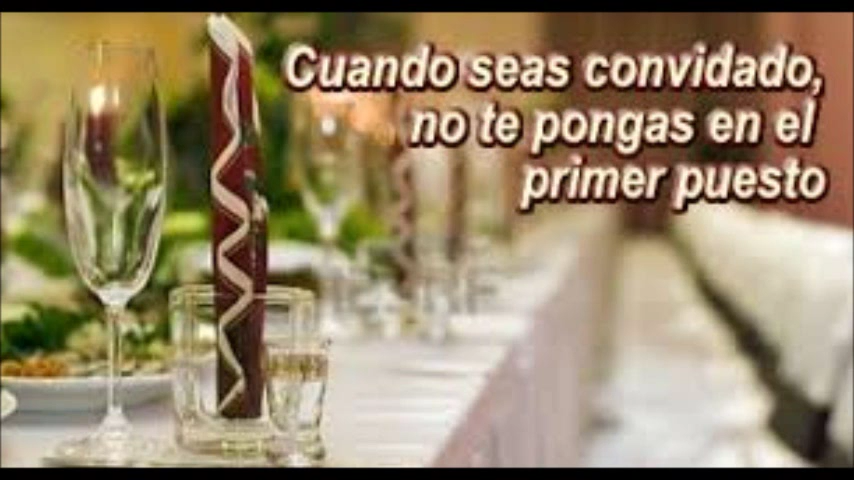 Cuando seas convidado,
no te pongas en el
primer puesto